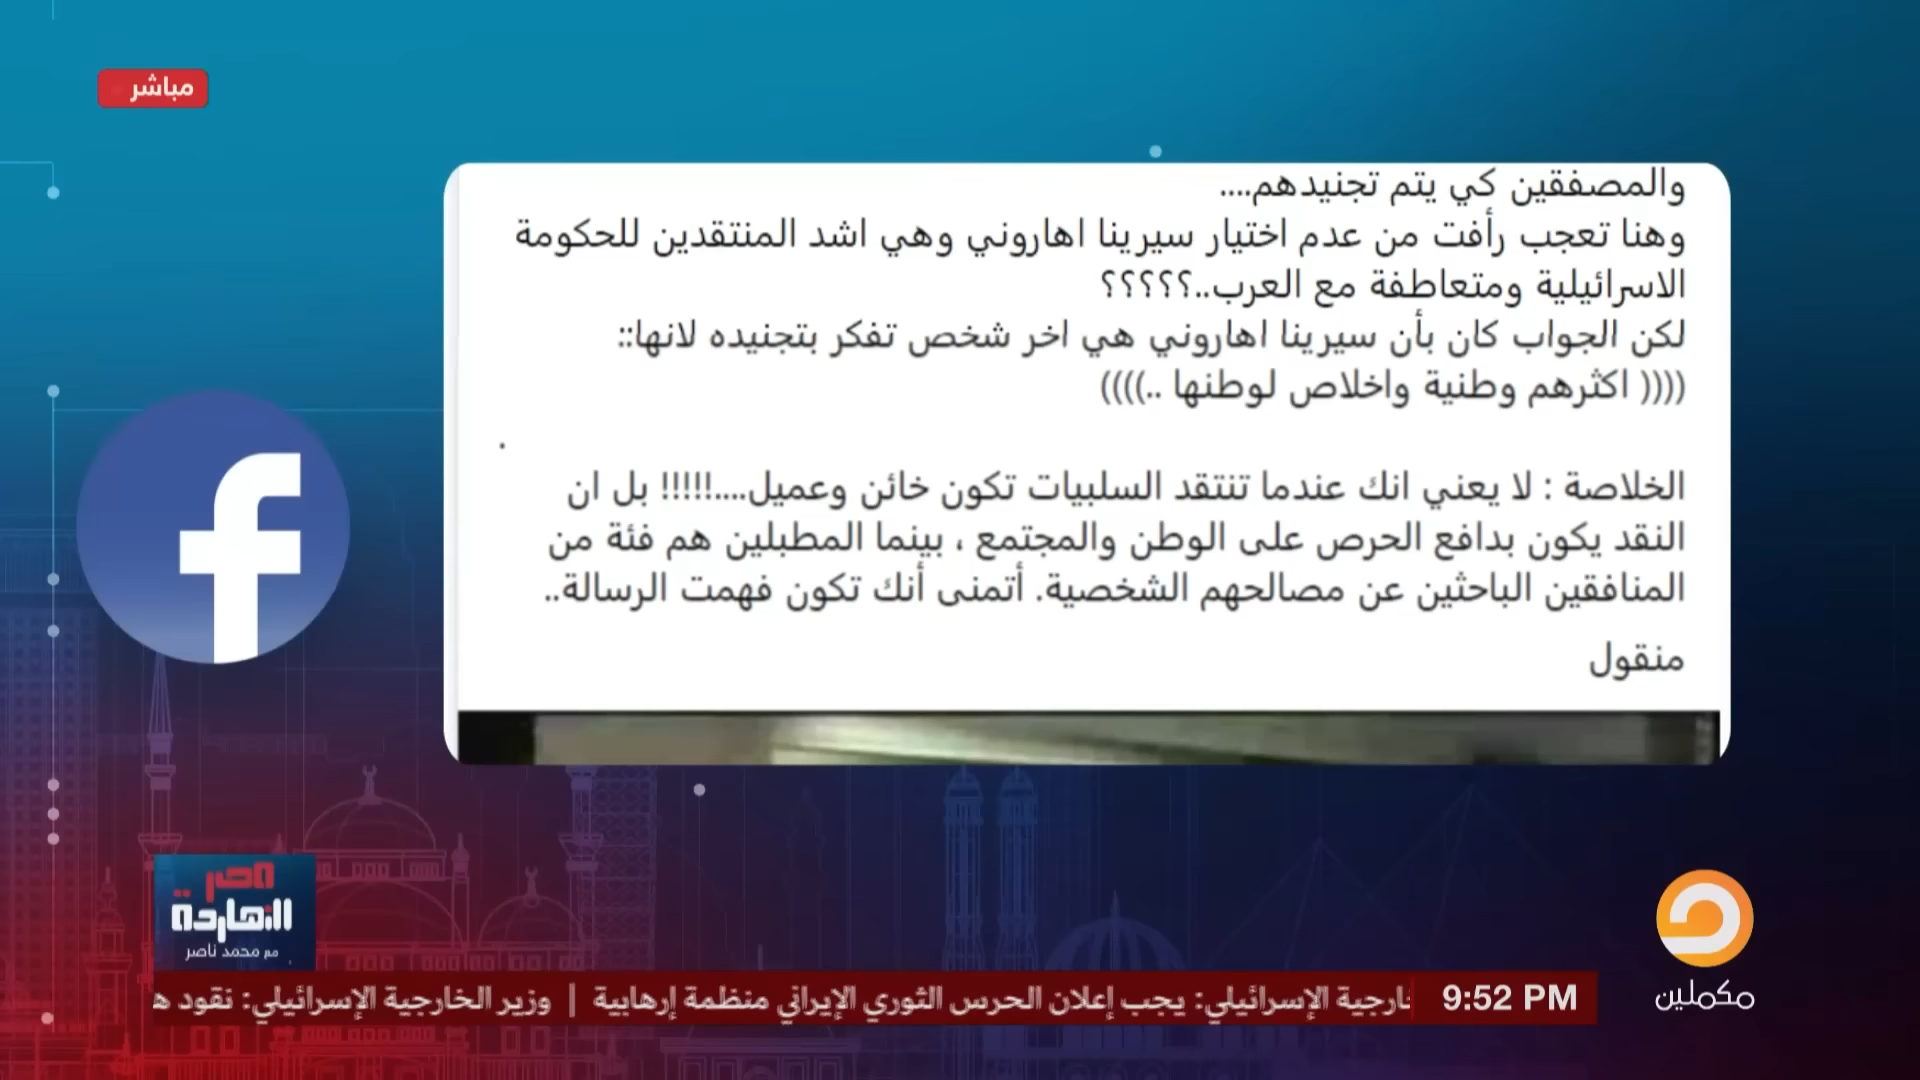 مباشر
والمصفقين كي يتم تجنيدهم....
وهنا تعجب رأفت من عدم اختيار سيرينا اهاروني وهي اشد المنتقدين للحكومة
الاسرائيلية ومتعاطفة مع العرب..؟؟؟؟؟
لكن الجواب كان بأن سيرينا اهاروني هي اخر شخص تفكر بتجنيده لانها::
(((( اكثرهم وطنية واخلاص لوطنها ..))))
.
الخلاصة : لا يعني انك عندما تنتقد السلبيات تكون خائن وعميل....!!!!! بل ان
النقد يكون بدافع الحرص على الوطن والمجتمع ، بينما المطبلين هم فئة من
المنافقين الباحثين عن مصالحهم الشخصية. أتمنى أنك تكون فهمت الرسالة..
منقول
مصر
النهاردة
مع محمد ناصر
مكملين
9:52 PM
الإسرائيلي: يجب إعلان الحرس الثوري الإيراني منظمة إرهابية | وزير الخارجية الإسرائيلي: نقود